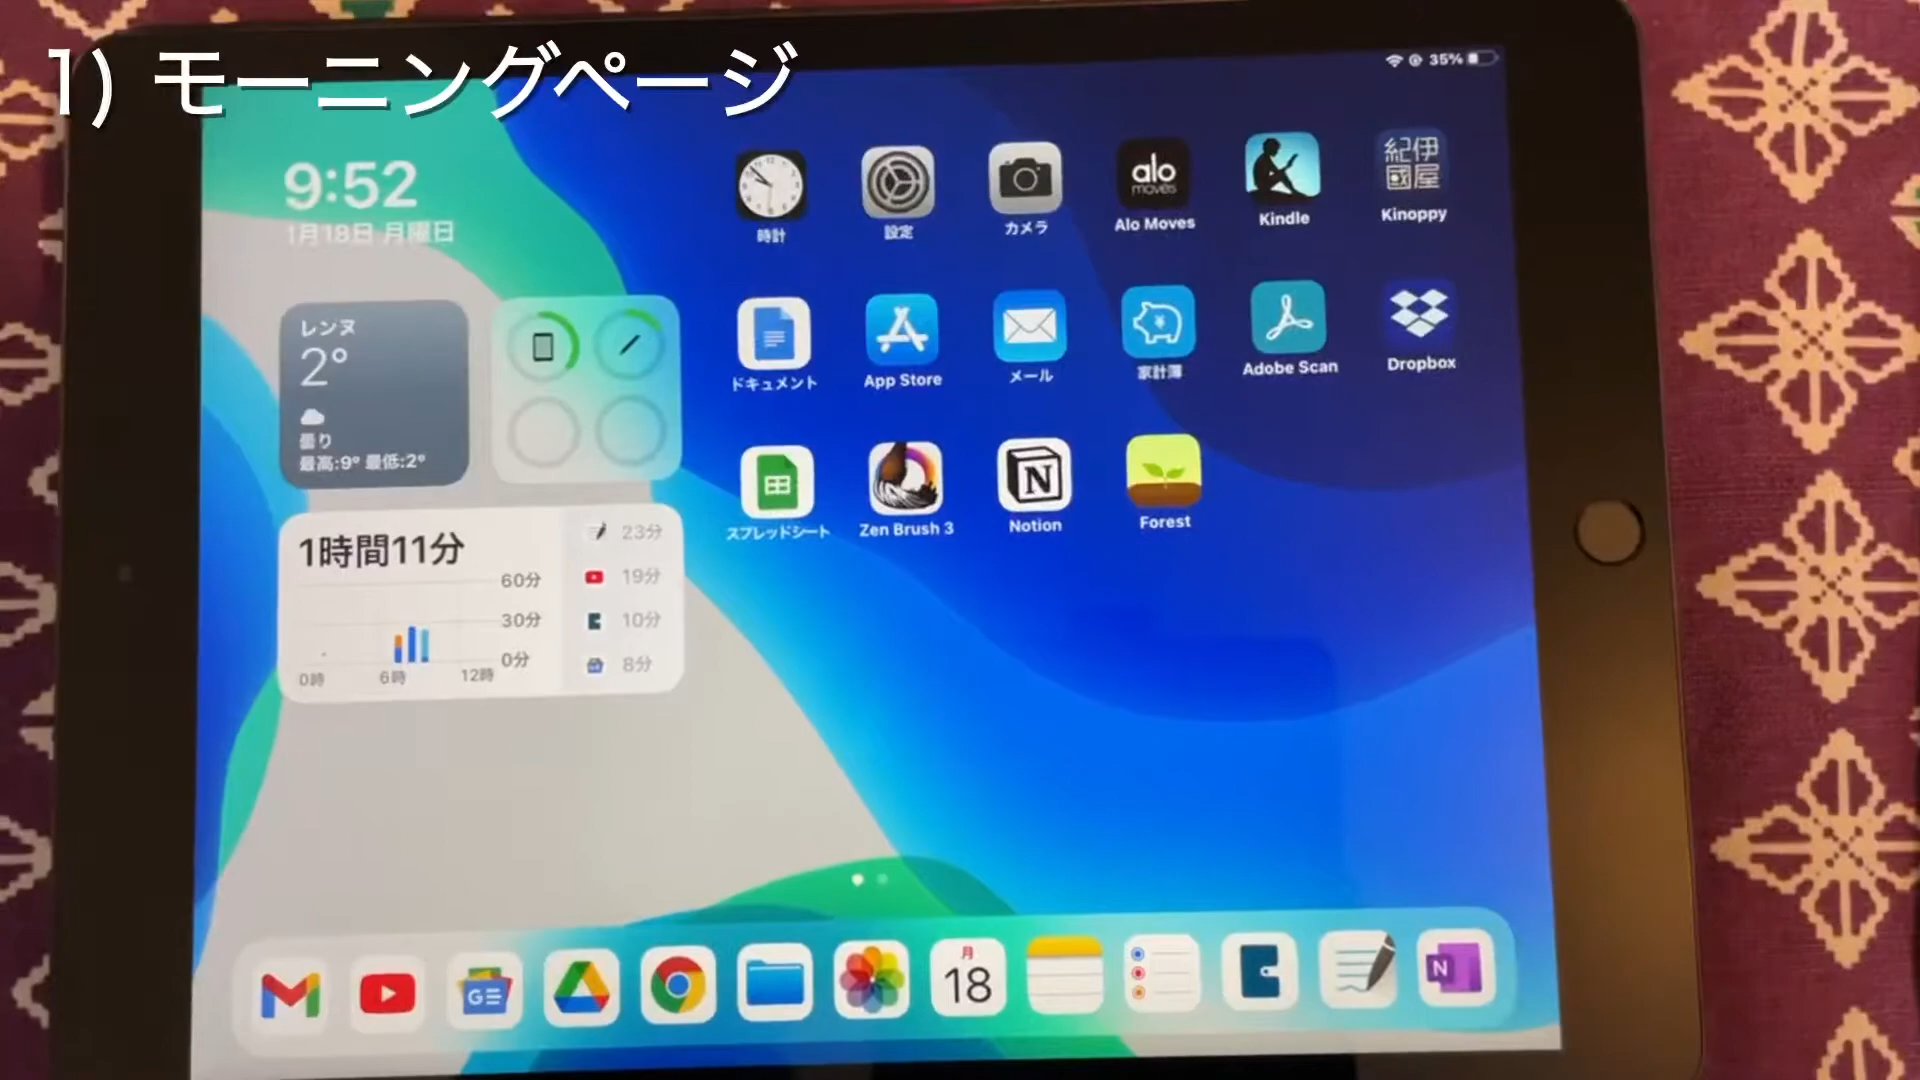 1) モーニングページ
35%
9:52
1月18日 月曜日
時計
設定
カメラ
alo
moves
Alo Moves
Kindle
紀伊
國屋
Kinoppy
レンヌ
2°
曇り
最高:9° 最低:2°
ドキュメント
App Store
メール
家計簿
Adobe Scan
Dropbox
1時間11分
60分
30分
0分
0時
6時
12時
23分
19分
10分
8分
スプレッドシート
Zen Brush 3
N
Notion
Forest
GE
月
18
N